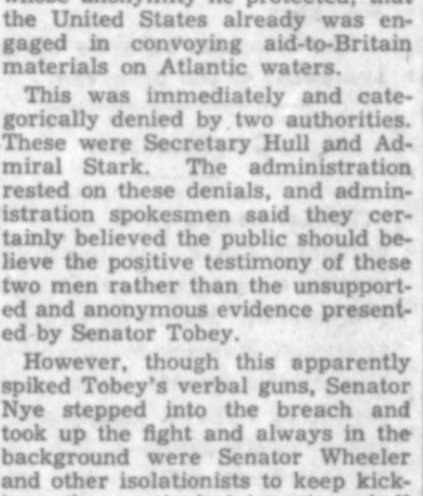 whose anonymity he protected, that
the United States already was en-
gaged in convoying aid-to-Britain
materials on Atlantic waters.
This was immediately and cate-
gorically denied by two authorities.
These were Secretary Hull and Ad-
miral Stark. The administration
rested on these denials, and admin-
istration spokesmen said they cer-
tainly believed the public should be-
lieve the positive testimony of these
two men rather than the unsupport-
ed and anonymous evidence present-
ed by Senator Tobey.
However, though this apparently
spiked Tobey's verbal guns, Senator
Nye stepped into the breach and
took up the fight and always in the
background were Senator Wheeler
and other isolationists to keep kick-